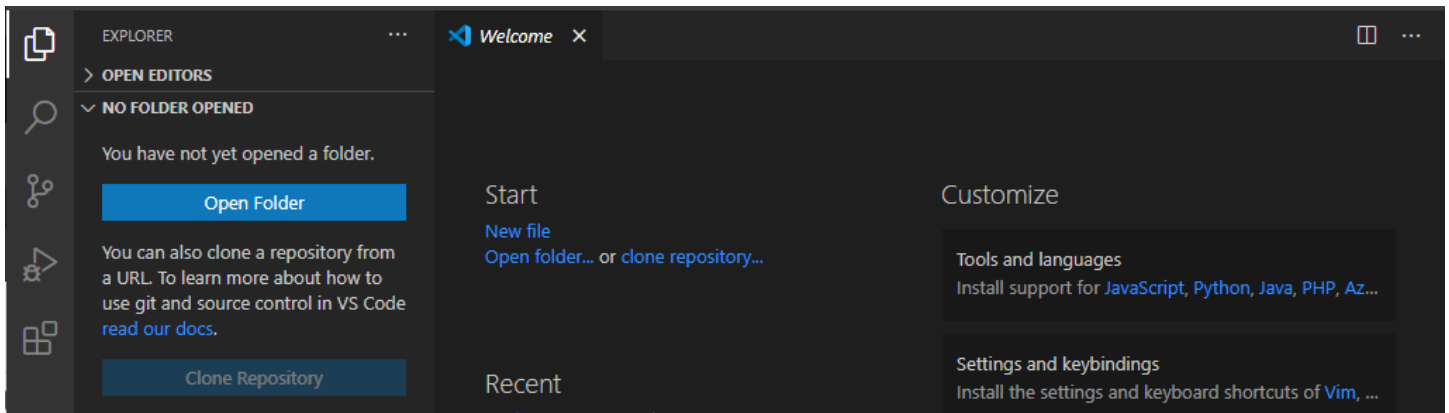 EXPLORER
OPEN EDITORS
NO FOLDER OPENED
You have not yet opened a folder.
Open Folder
You can also clone a repository from
a URL. To learn more about how to
use git and source control in VS Code
read our docs.
Clone Repository
Welcome
Start
New file
Open folder... or clone repository...
Recent
Customize
Tools and languages
Install support for JavaScript, Python, Java, PHP, Az...
Settings and keybindings
Install the settings and keyboard shortcuts of Vim, ...